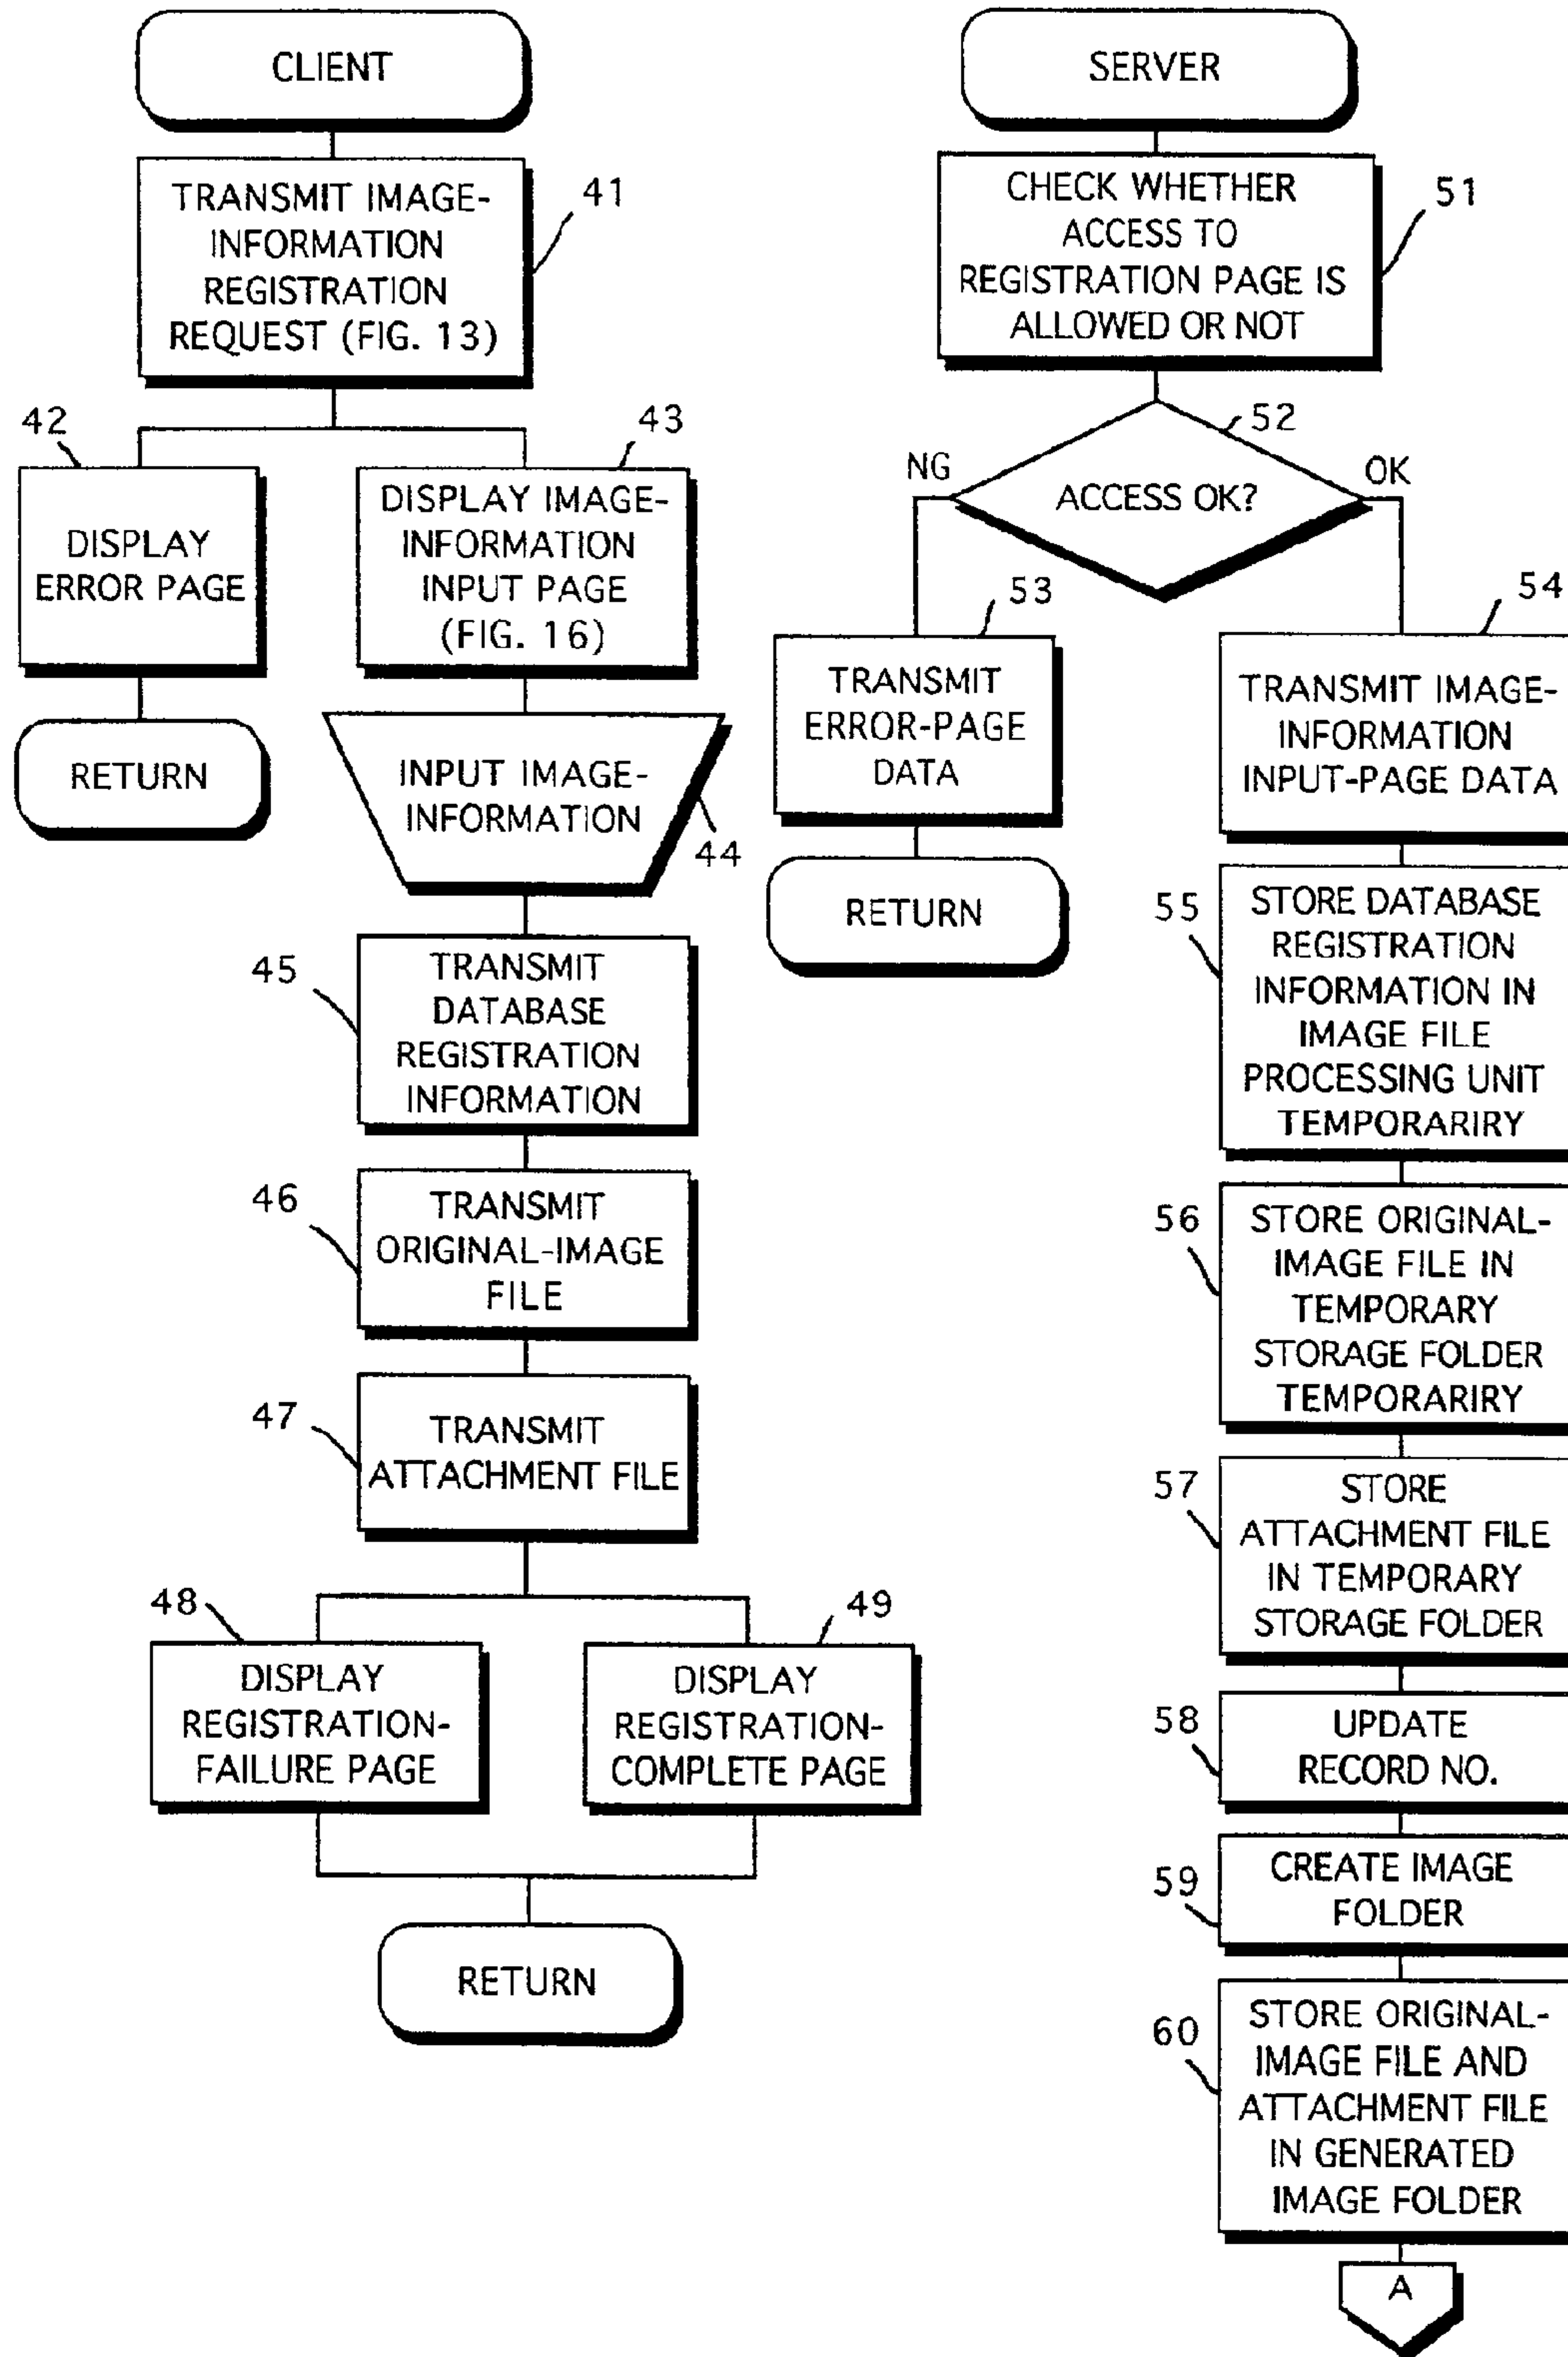 CLIENT
TRANSMIT IMAGE-
INFORMATION
REGISTRATION
REQUEST (FIG. 13)
41
42
43
DISPLAY
ERROR PAGE
RETURN
DISPLAY IMAGE-
INFORMATION
INPUT PAGE
(FIG. 16)
INPUT IMAGE-
INFORMATION
44
45
TRANSMIT
DATABASE
REGISTRATION
INFORMATION
46
TRANSMIT
ORIGINAL-IMAGE
FILE
47
TRANSMIT
ATTACHMENT FILE
48
DISPLAY
REGISTRATION-
FAILURE PAGE
49
DISPLAY
REGISTRATION-
COMPLETE PAGE
RETURN
SERVER
CHECK WHETHER
ACCESS TO
REGISTRATION PAGE IS
ALLOWED OR NOT
51
52
NG
ACCESS OK?
OK
53
TRANSMIT
ERROR-PAGE
DATA
RETURN
54
TRANSMIT IMAGE-
INFORMATION
INPUT-PAGE DATA
55
STORE DATABASE
REGISTRATION
INFORMATION IN
IMAGE FILE
PROCESSING UNIT
TEMPORARIRY
56
STORE ORIGINAL-
IMAGE FILE IN
TEMPORARY
STORAGE FOLDER
TEMPORARIRY
57
STORE
ATTACHMENT FILE
IN TEMPORARY
STORAGE FOLDER
58
UPDATE
RECORD NO.
59
CREATE IMAGE
FOLDER
60
STORE ORIGINAL-
IMAGE FILE AND
ATTACHMENT FILE
IN GENERATED
IMAGE FOLDER
A